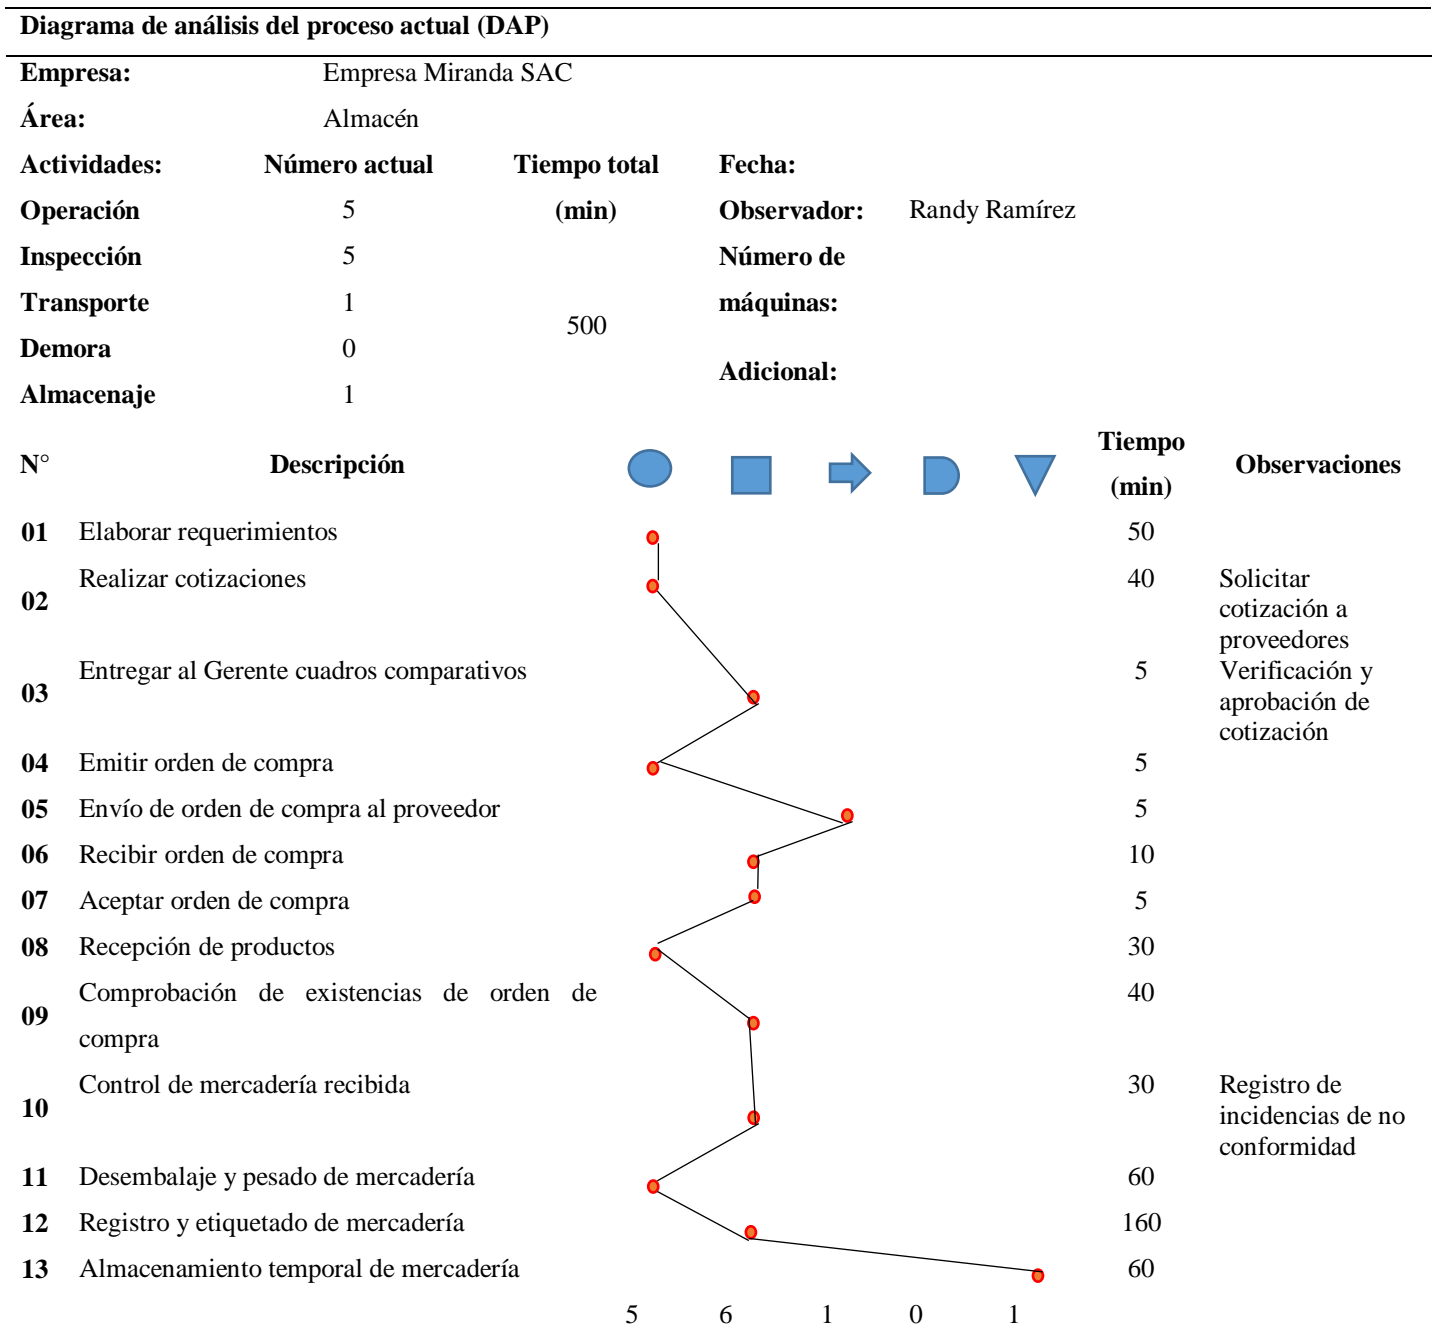 Diagrama de análisis del proceso actual (DAP)
Empresa: Empresa Miranda SAC
Área: Almacén
Actividades: Número actual Tiempo total Fecha:
Operación 5 (min) Observador: Randy Ramírez
Inspección 5 Número de
Transporte 1 máquinas:
500
Demora 0
Adicional:
Almacenaje 1
Tiempo
N° Descripción Observaciones
(min)
01 Elaborar requerimientos 50
Realizar cotizaciones 40 Solicitar
02 cotización a
proveedores
Entregar al Gerente cuadros comparativos 5 Verificación y
03 aprobación de
cotización
04 Emitir orden de compra 5
05 Envío de orden de compra al proveedor 5
06 Recibir orden de compra 10
07 Aceptar orden de compra 5
08 Recepción de productos 30
Comprobación de existencias de orden de 40
09
compra
Control de mercadería recibida 30 Registro de
10 incidencias de no
conformidad
11 Desembalaje y pesado de mercadería 60
12 Registro y etiquetado de mercadería 160
13 Almacenamiento temporal de mercadería 60
5 6 1 0 1